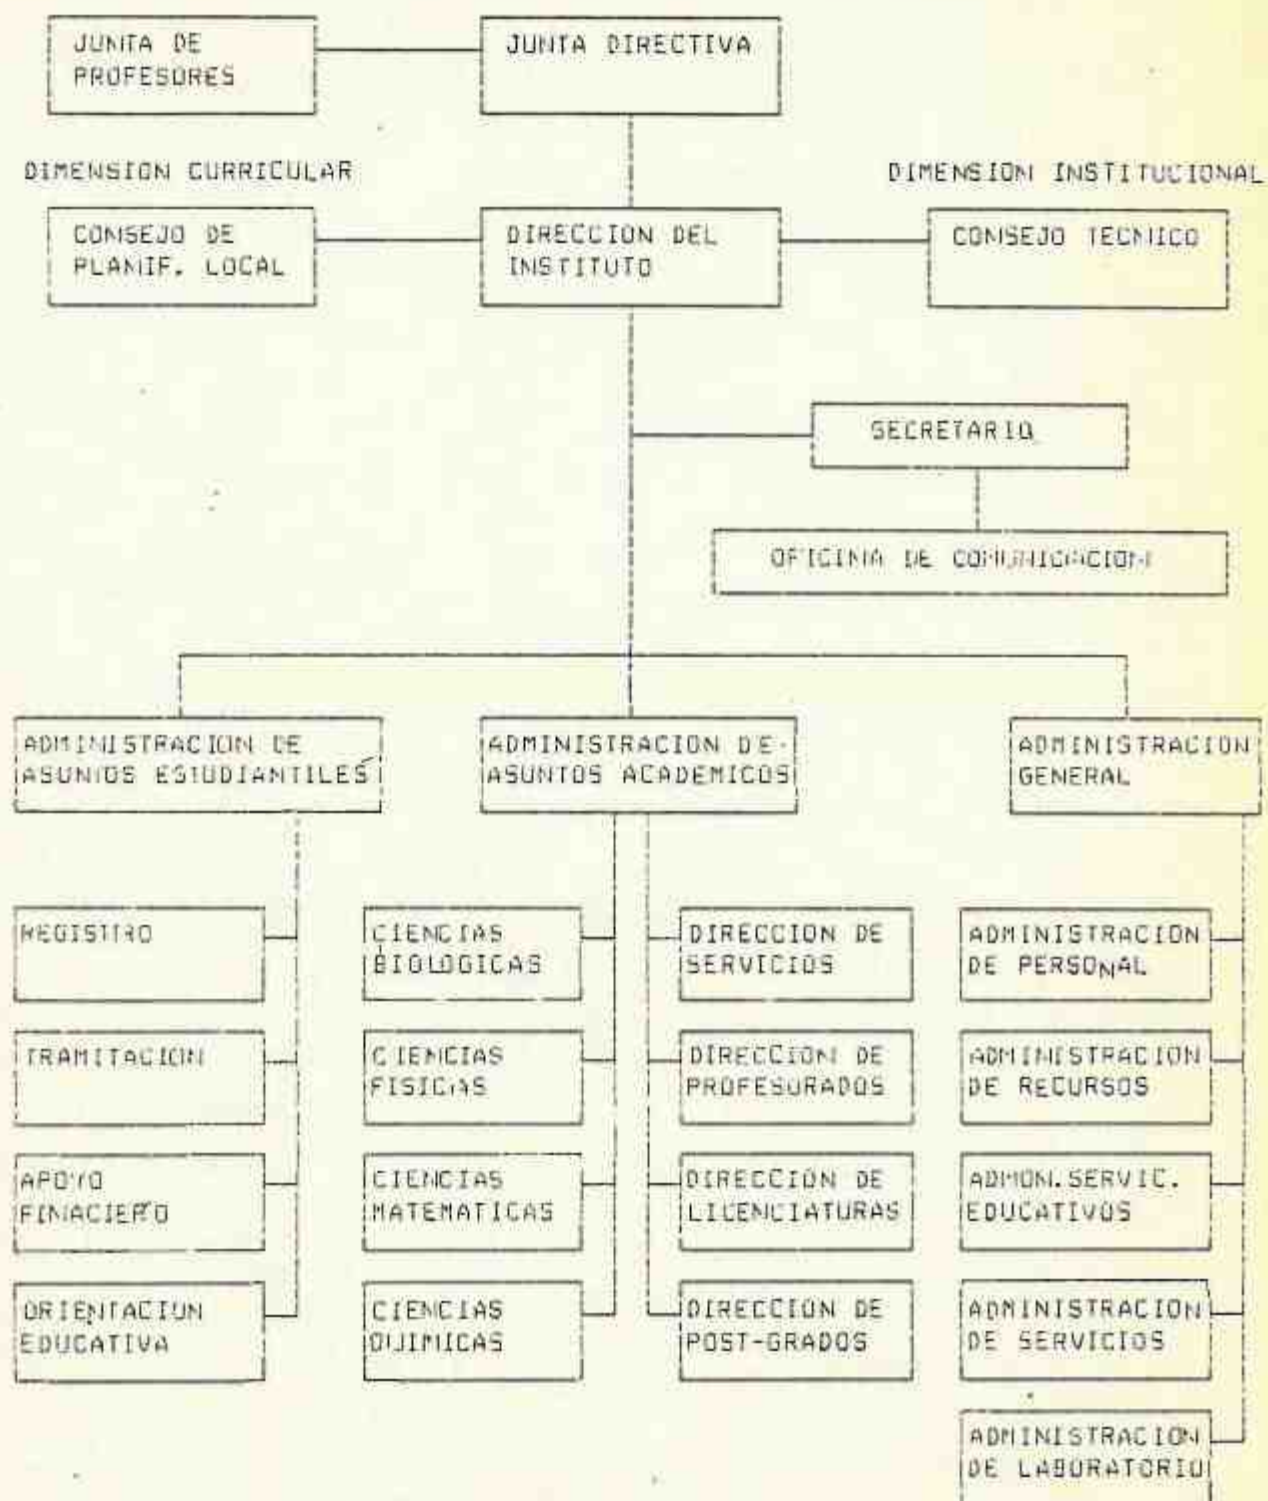 JUNTA DE
PROFESORES
JUNTA DIRECTIVA
DIMENSION CURRICULAR
DIMENSION INSTITUCIONAL
CONSEJO DE
PLANIF. LOCAL
DIRECCION DEL
INSTITUTO
CONSEJO TECNICO
SECRETARIO
OFICINA DE COMUNICACION
ADMINISTRACION DE
ASUNTOS ESTUDIANTILES
ADMINISTRACION DE
ASUNTOS ACADEMICOS
ADMINISTRACION
GENERAL
REGISTRO
CIENCIAS
BIOLOGICAS
DIRECCION DE
SERVICIOS
ADMINISTRACION
DE PERSONAL
TRAMITACION
CIENCIAS
FISICAS
DIRECCION DE
PROFESORADOS
ADMINISTRACION
DE RECURSOS
APOYO
FINACIERO
CIENCIAS
MATEMATICAS
DIRECCION DE
LICENCIATURAS
ADMON.SERVIC.
EDUCATIVOS
ORIENTACION
EDUCATIVA
CIENCIAS
QUIMICAS
DIRECCION DE
POST-GRADOS
ADMINISTRACION
DE SERVICIOS
ADMINISTRACION
DE LABORATORIO